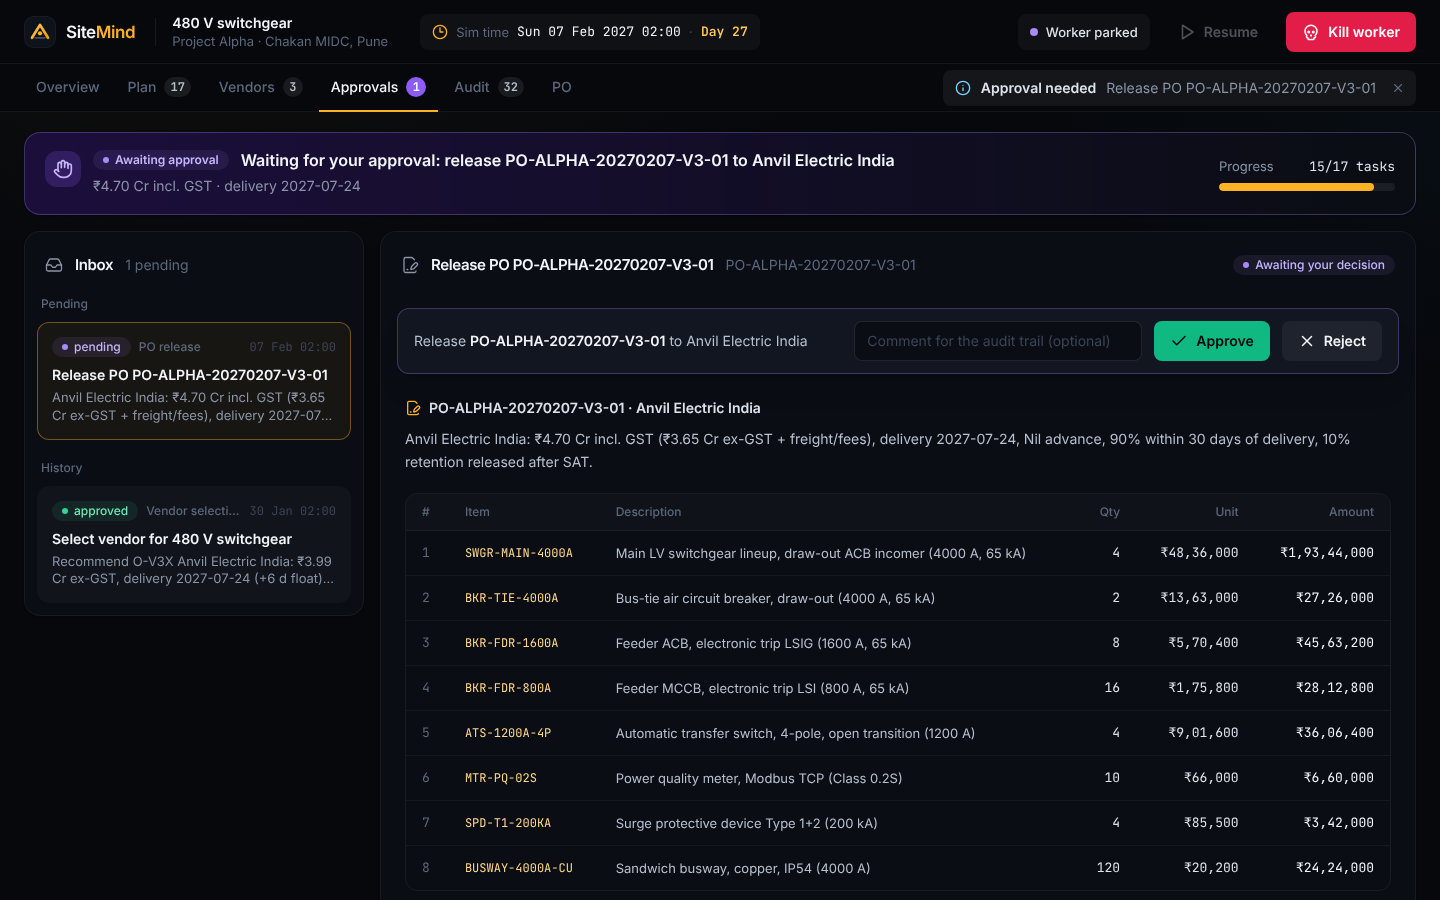 SiteMind
480 V switchgear
Project Alpha · Chakan MIDC, Pune
Sim time Sun 07 Feb 2027 02:00 · Day 27
Worker parked
Resume
Kill worker
Overview
Plan 17
Vendors 3
Approvals 1
Audit 32
PO
Approval needed Release PO PO-ALPHA-20270207-V3-01
Awaiting approval Waiting for your approval: release PO-ALPHA-20270207-V3-01 to Anvil Electric India
₹4.70 Cr incl. GST · delivery 2027-07-24
Progress 15/17 tasks
Inbox 1 pending
Pending
pending PO release 07 Feb 02:00
Release PO PO-ALPHA-20270207-V3-01
Anvil Electric India: ₹4.70 Cr incl. GST (₹3.65
Cr ex-GST + freight/fees), delivery 2027-07...
History
approved Vendor selecti... 30 Jan 02:00
Select vendor for 480 V switchgear
Recommend O-V3X Anvil Electric India: ₹3.99
Cr ex-GST, delivery 2027-07-24 (+6 d float)...
Release PO PO-ALPHA-20270207-V3-01 PO-ALPHA-20270207-V3-01
Awaiting your decision
Release PO-ALPHA-20270207-V3-01 to Anvil Electric India
Comment for the audit trail (optional)
Approve
Reject
PO-ALPHA-20270207-V3-01 · Anvil Electric India
Anvil Electric India: ₹4.70 Cr incl. GST (₹3.65 Cr ex-GST + freight/fees), delivery 2027-07-24, Nil advance, 90% within 30 days of delivery, 10%
retention released after SAT.
# Item Description Qty Unit Amount
1 SWGR-MAIN-4000A Main LV switchgear lineup, draw-out ACB incomer (4000 A, 65 kA) 4 ₹48,36,000 ₹1,93,44,000
2 BKR-TIE-4000A Bus-tie air circuit breaker, draw-out (4000 A, 65 kA) 2 ₹13,63,000 ₹27,26,000
3 BKR-FDR-1600A Feeder ACB, electronic trip LSIG (1600 A, 65 kA) 8 ₹5,70,400 ₹45,63,200
4 BKR-FDR-800A Feeder MCCB, electronic trip LSI (800 A, 65 kA) 16 ₹1,75,800 ₹28,12,800
5 ATS-1200A-4P Automatic transfer switch, 4-pole, open transition (1200 A) 4 ₹9,01,600 ₹36,06,400
6 MTR-PQ-02S Power quality meter, Modbus TCP (Class 0.2S) 10 ₹66,000 ₹6,60,000
7 SPD-T1-200KA Surge protective device Type 1+2 (200 kA) 4 ₹85,500 ₹3,42,000
8 BUSWAY-4000A-CU Sandwich busway, copper, IP54 (4000 A) 120 ₹20,200 ₹24,24,000